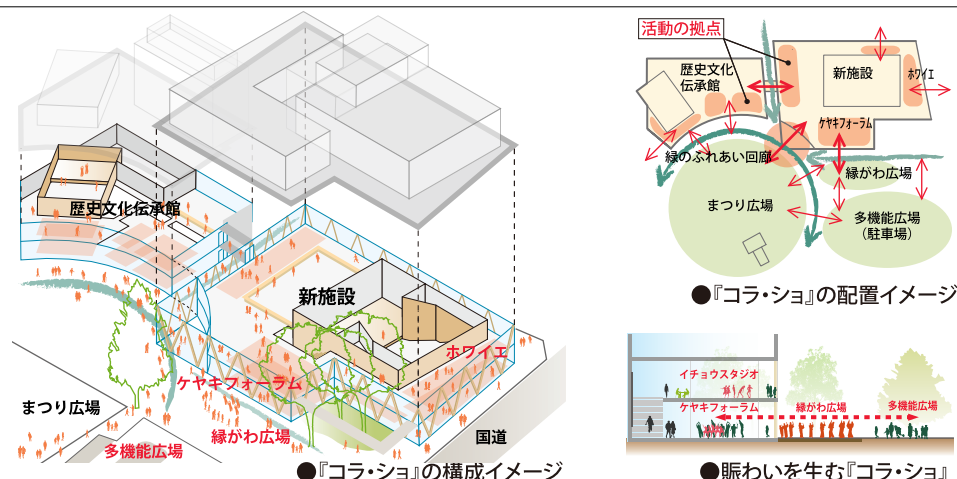 歴史文化伝承館
新施設
ホワイエ
ケヤキフォーラム
まつり広場
縁がわ広場
国道
多機能広場
●『コラ・ショ』の構成イメージ
活動の拠点
歴史文化
伝承館
新施設
ホワイエ
ケヤキフォーラム
縁のふれあい回廊
縁がわ広場
まつり広場
多機能広場
(駐車場)
●『コラ・ショ』の配置イメージ
イチョウスタジオ
ケヤキフォーラム
縁がわ広場
多機能広場
●賑わいを生む『コラ・ショ』